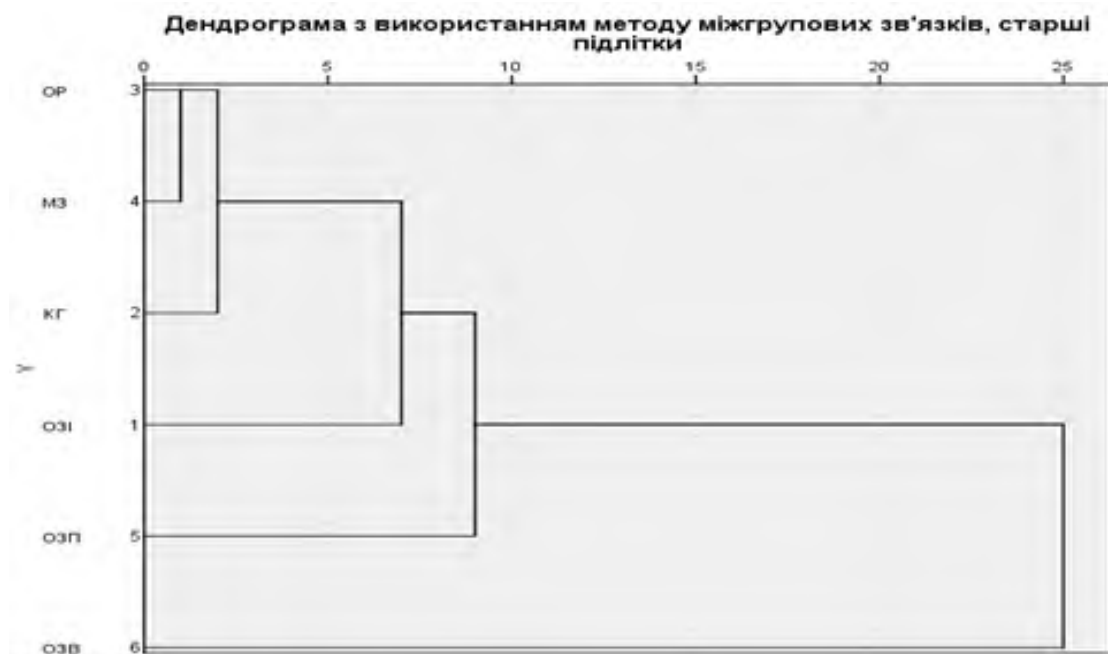 Дендрограма з використанням методу міжгрупових зв'язків, старші
підлітки
0 5 10 15 20 25
ОР 3
МЗ 4
КГ 2
Y
ОЗІ 1
ОЗП 5
ОЗВ 6